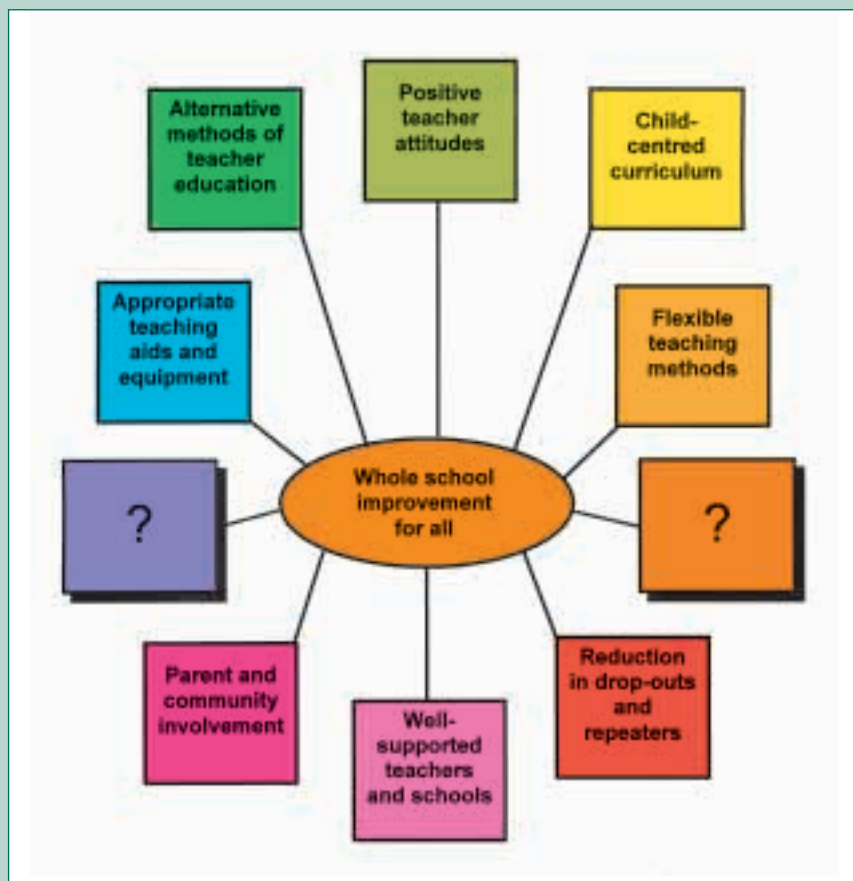 Alternative
methods of
teacher
education
Positive
teacher
attitudes
Child-
centred
curriculum
Appropriate
teaching
aids and
equipment
Flexible
teaching
methods
?
Whole school
improvement
for all
?
Parent and
community
involvement
Well-
supported
teachers
and schools
Reduction
in drop-outs
and
repeaters